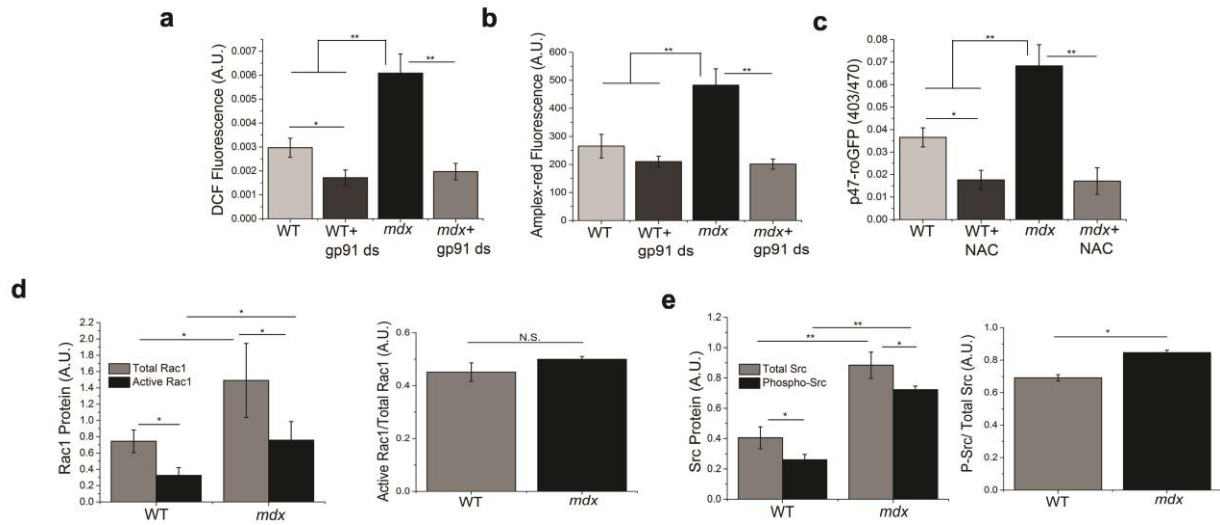 a
DCF Fluorescence (A.U.)
0.007
0.006
0.005
0.004
0.003
0.002
0.001
0.000
**
**
*
WT
WT+
gp91 ds
mdx
mdx+
gp91 ds
b
Amplex-red Fluorescence (A.U.)
600
500
400
300
200
100
0
**
**
WT
WT+
gp91 ds
mdx
mdx+
gp91 ds
c
p47-roGFP (403/470)
0.08
0.07
0.06
0.05
0.04
0.03
0.02
0.01
0.00
**
**
*
WT
WT+
NAC
mdx
mdx+
NAC
d
Rac1 Protein (A.U.)
2.0
1.8
1.6
1.4
1.2
1.0
0.8
0.6
0.4
0.2
0.0
*
*
*
*
Total Rac1
Active Rac1
WT
mdx
Active Rac1/Total Rac1 (A.U.)
0.6
0.4
0.2
0.0
N.S.
WT
mdx
e
Src Protein (A.U.)
1.2
1.0
0.8
0.6
0.4
0.2
0.0
**
**
*
*
Total Src
Phospho-Src
WT
mdx
P-Src/ Total Src (A.U.)
1.0
0.8
0.6
0.4
0.2
0.0
*
WT
mdx